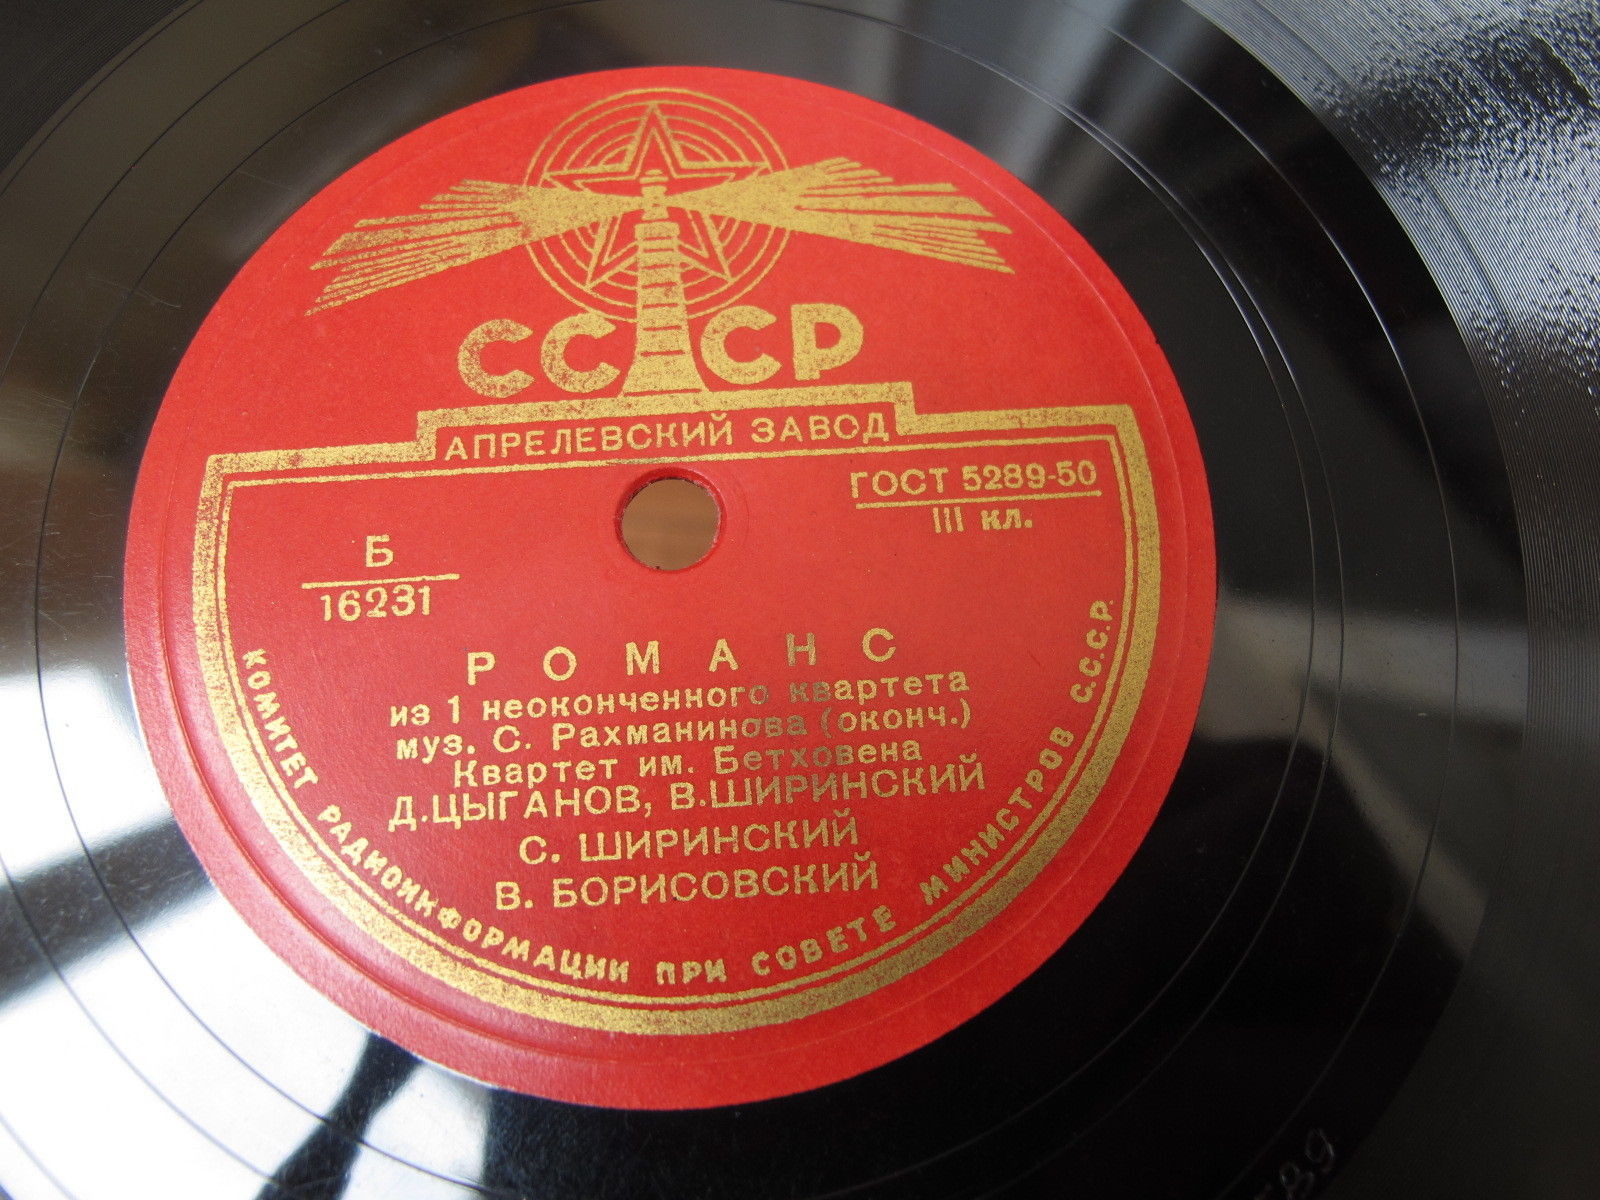 СССР
АПРЕЛЕВСКИЙ ЗАВОД
ГОСТ 5289-50
III кл.
Б
16231
РОМАНС
из 1 неоконченного квартета
муз. С. Рахманинова (оконч.)
Квартет им. Бетховена
Д.ЦЫГАНОВ, В.ШИРИНСКИЙ
С. ШИРИНСКИЙ
В. БОРИСОВСКИЙ
КОМИТЕТ РАДИОИНФОРМАЦИИ ПРИ СОВЕТЕ МИНИСТРОВ С.С.С.Р.